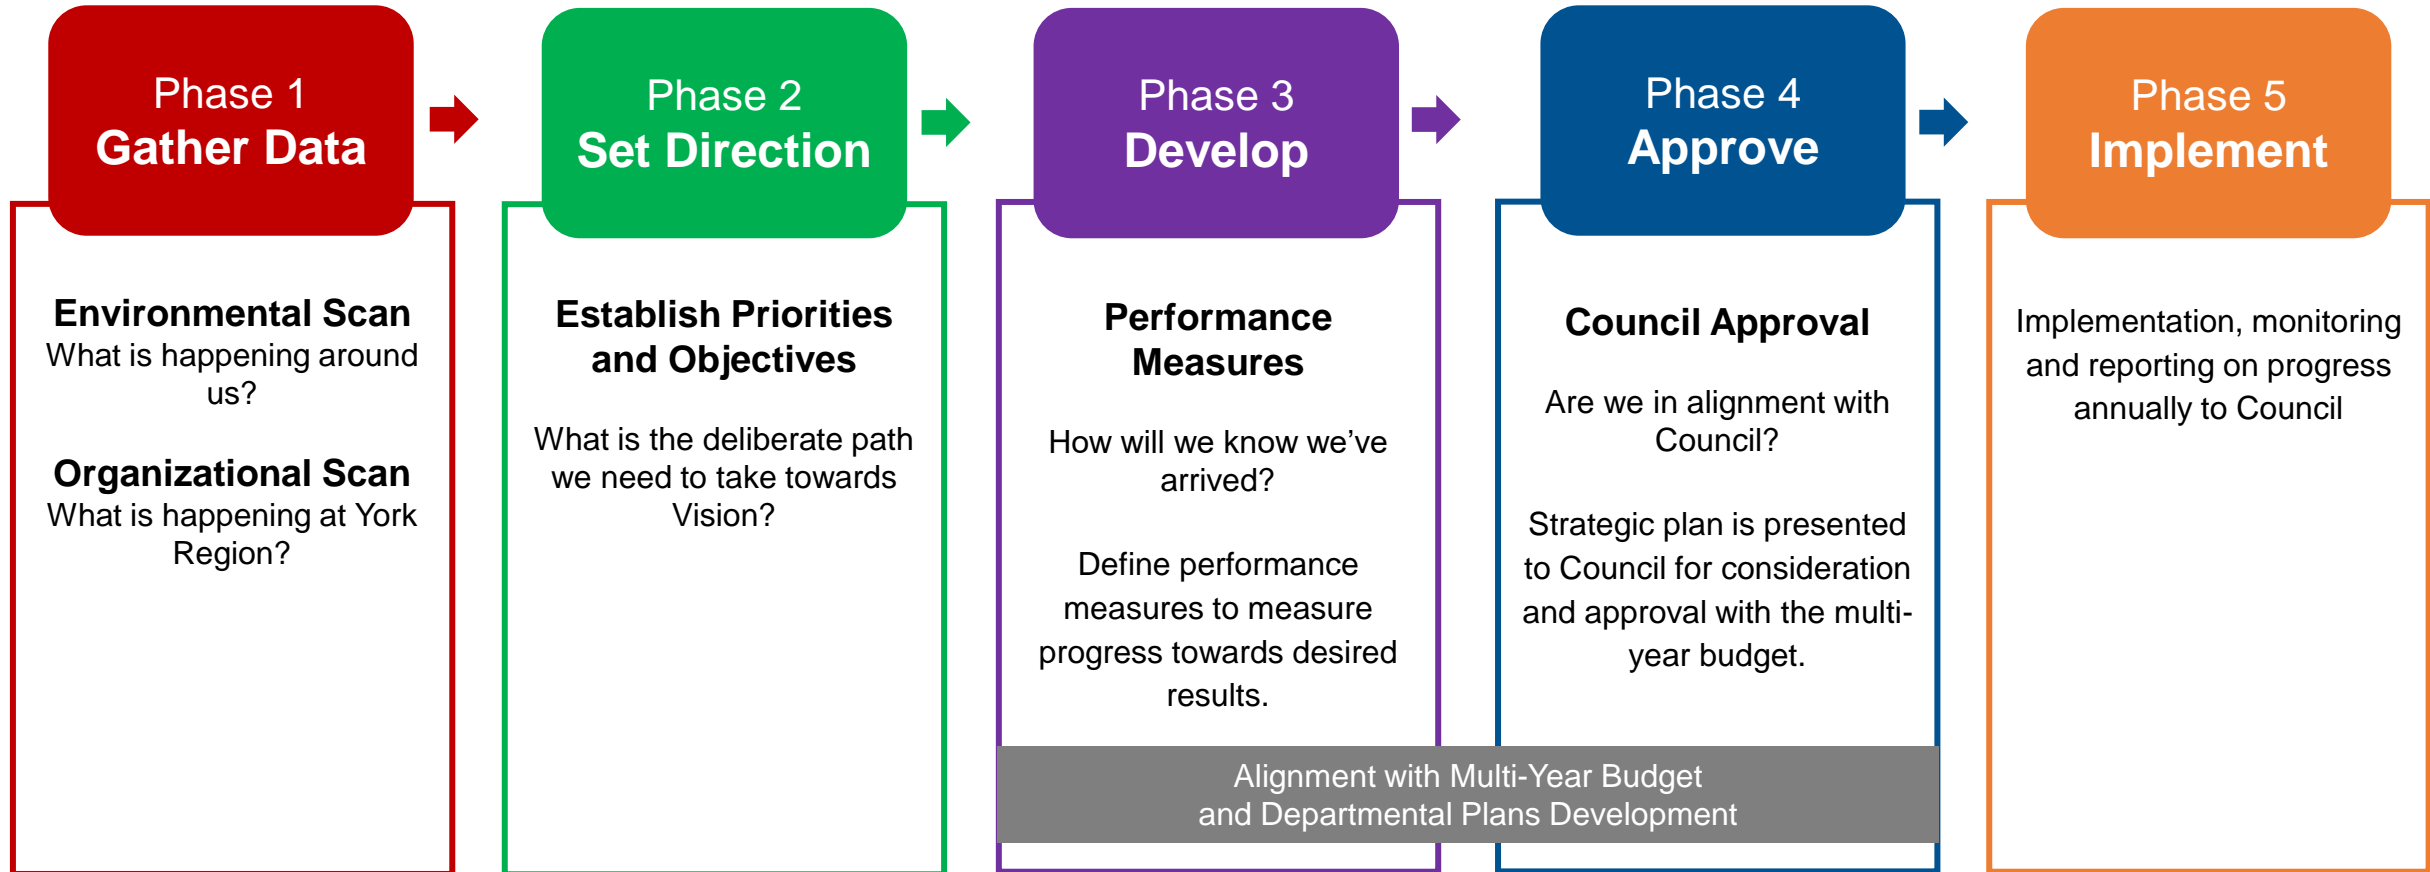 Phase 1
Gather Data
Environmental Scan
What is happening around
us?
Organizational Scan
What is happening at York
Region?
Phase 2
Set Direction
Establish Priorities
and Objectives
What is the deliberate path
we need to take towards
Vision?
Phase 3
Develop
Performance
Measures
How will we know we’ve
arrived?
Define performance
measures to measure
progress towards desired
results.
Phase 4
Approve
Council Approval
Are we in alignment with
Council?
Strategic plan is presented
to Council for consideration
and approval with the multi-
year budget.
Alignment with Multi-Year Budget
and Departmental Plans Development
Phase 5
Implement
Implementation, monitoring
and reporting on progress
annually to Council